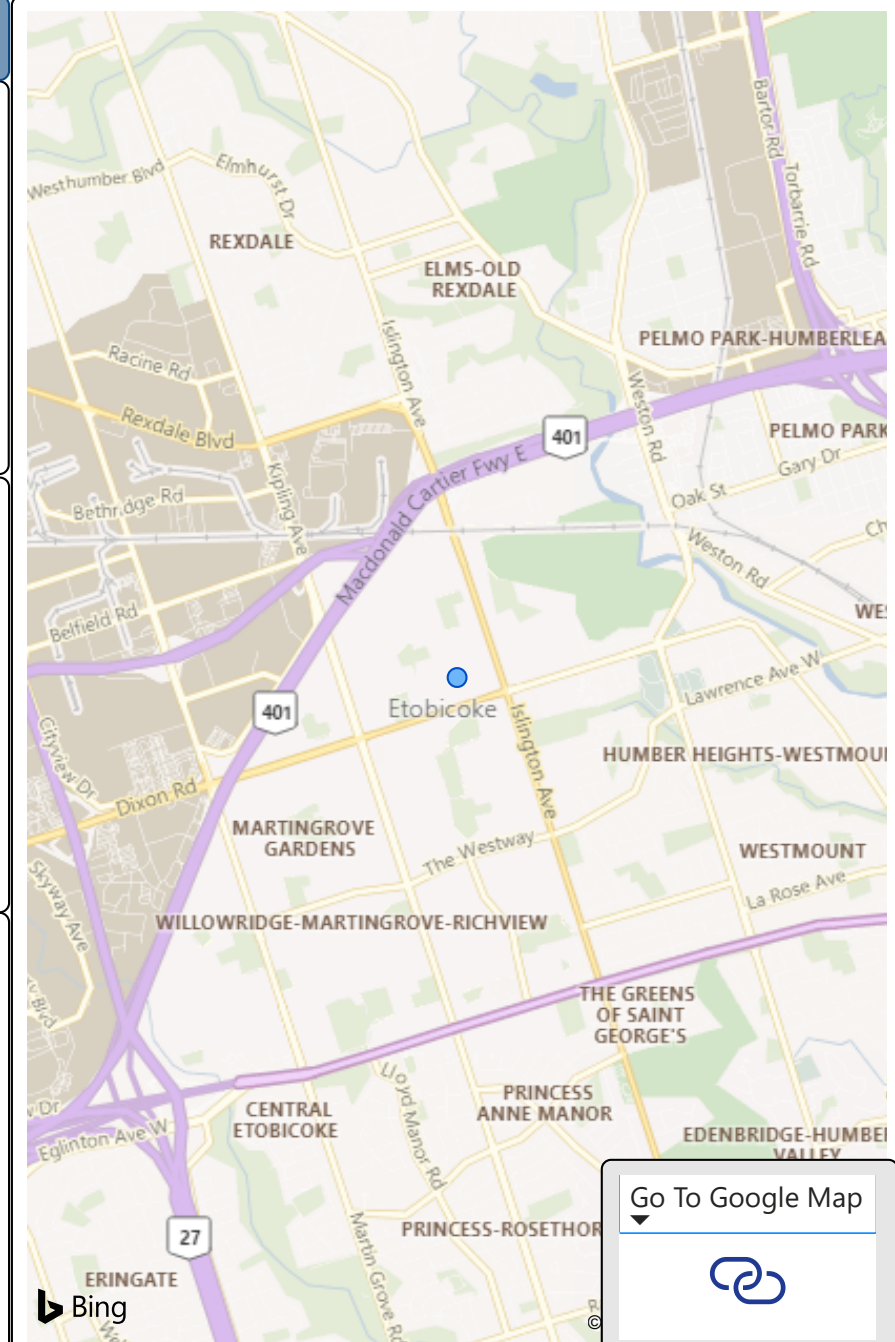 Bartor Rd
Westhumber Blvd
Elmhurst Dr
Torbarrie Rd
REXDALE
ELMS-OLD
REXDALE
Islington Ave
PELMO PARK-HUMBERLEA
Racine Rd
Weston Rd
Rexdale Blvd
401
PELMO PARK
Macdonald Cartier Fwy E
Gary Dr
Kipling Ave
Oak St
Bethridge Rd
Weston Rd
Belfield Rd
Lawrence Ave W
Etobicoke
401
Islington Ave
Cityview Dr
HUMBER HEIGHTS-WESTMOU
Dixon Rd
MARTINGROVE
GARDENS
The Westway
WESTMOUNT
Skyway Ave
La Rose Ave
WILLOWRIDGE-MARTINGROVE-RICHVIEW
THE GREENS
OF SAINT
GEORGE'S
Lloyd Manor Rd
CENTRAL
ETOBICOKE
PRINCESS
ANNE MANOR
Eglinton Ave W
EDENBRIDGE-HUMBE
VALLEY
Go To Google Map
27
PRINCESS-ROSETHOR
Martin Grove Rd
ERINGATE
Bing
©